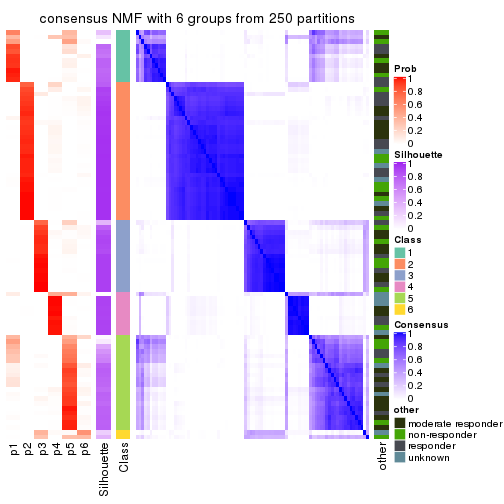 consensus NMF with 6 groups from 250 partitions
Prob
1
0.8
0.6
0.4
0.2
0
Silhouette
1
0.8
0.6
0.4
0.2
0
Class
1
2
3
4
5
6
Consensus
1
0.8
0.6
0.4
0.2
0
other
moderate responder
non-responder
responder
unknown
p1
p2
p3
p4
p5
p6
Silhouette
Class
other